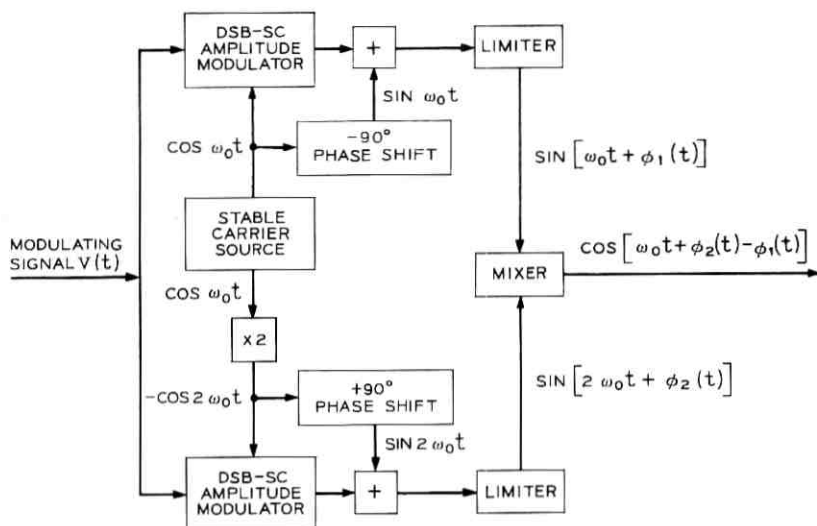 DSB-SC
AMPLITUDE
MODULATOR
+
LIMITER
SIN ω₀t
COS ω₀t
−90°
PHASE SHIFT
SIN [ω₀t + ϕ₁(t)]
STABLE
CARRIER
SOURCE
MODULATING
SIGNAL V(t)
COS [ω₀t + ϕ₂(t) − ϕ₁(t)]
MIXER
COS ω₀t
x2
SIN [2 ω₀t + ϕ₂(t)]
−COS 2 ω₀t
+90°
PHASE SHIFT
SIN 2 ω₀t
DSB-SC
AMPLITUDE
MODULATOR
+
LIMITER